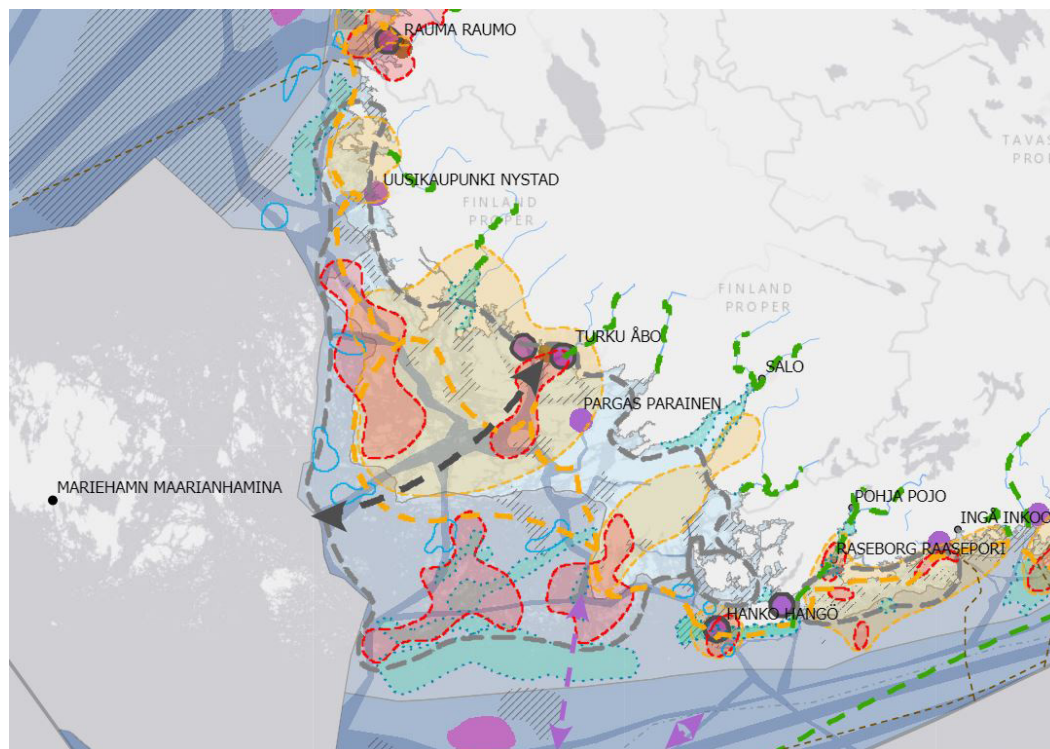 RAUMA RAUMO
TAVAS
PRO
UUSIKAUPUNKI NYSTAD
FINLAND
PROPER
FINLAND
PROPER
TURKU ÅBO
SALO
PARGAS PARAINEN
MARIEHAMN MAARIANHAMINA
POHJA POJO
INGÅ INKOO
RASEBORG RAASEPORI
HANKO HANGÖ